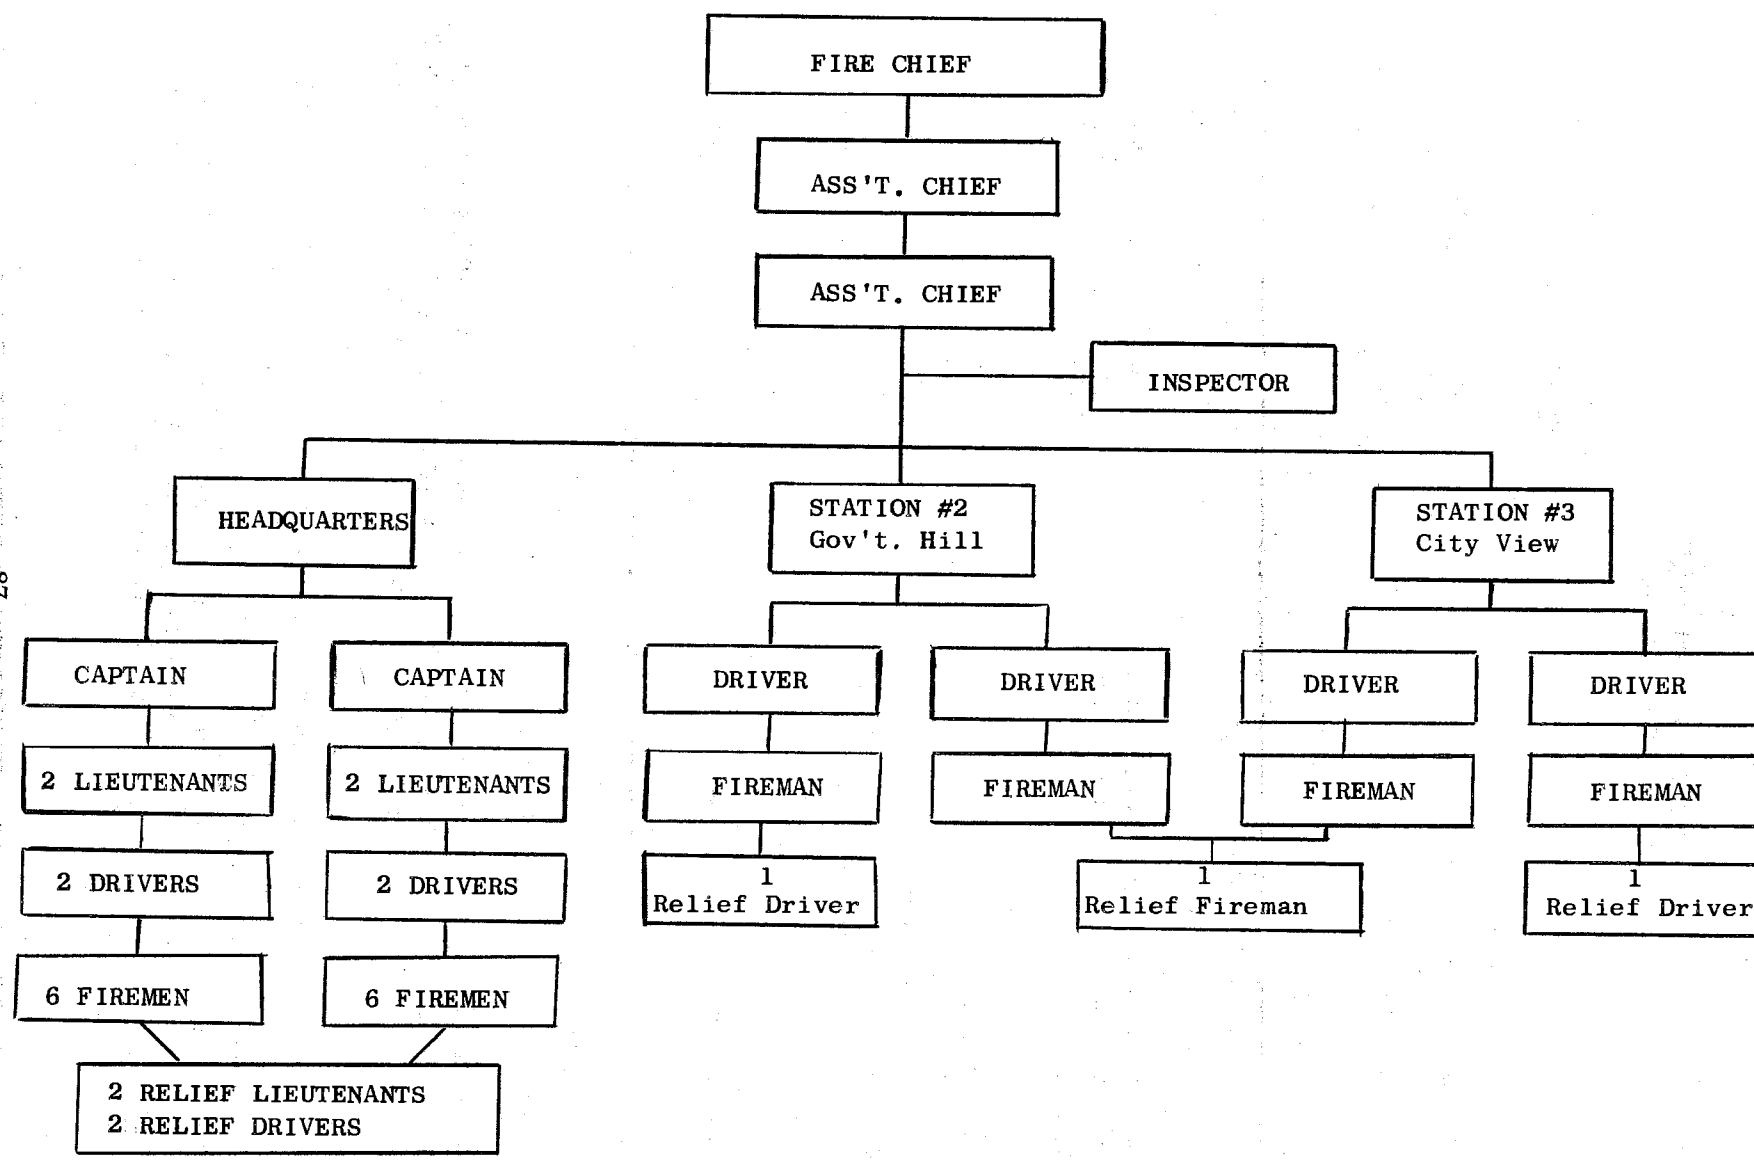 FIRE CHIEF
ASS'T. CHIEF
ASS'T. CHIEF
INSPECTOR
HEADQUARTERS
STATION #2
Gov't. Hill
STATION #3
City View
CAPTAIN
CAPTAIN
DRIVER
DRIVER
DRIVER
DRIVER
2 LIEUTENANTS
2 LIEUTENANTS
FIREMAN
FIREMAN
FIREMAN
FIREMAN
2 DRIVERS
2 DRIVERS
1
Relief Driver
1
Relief Fireman
1
Relief Driver
6 FIREMEN
6 FIREMEN
2 RELIEF LIEUTENANTS
2 RELIEF DRIVERS